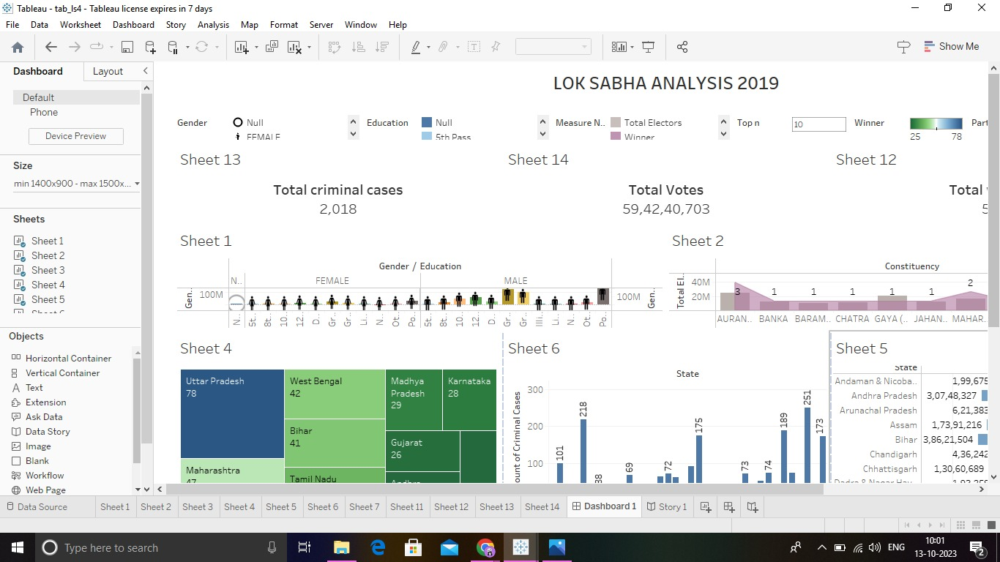 Tableau - tab_ls4 - Tableau license expires in 7 days
File Data Worksheet Dashboard Story Analysis Map Format Server Window Help
Show Me
Dashboard Layout
Default
Phone
Device Preview
Size
min 1400x900 - max 1500x...
Sheets
Sheet 1
Sheet 2
Sheet 3
Sheet 4
Sheet 5
Objects
Horizontal Container
Vertical Container
Text
Extension
Ask Data
Data Story
Image
Blank
Workflow
Web Page
LOK SABHA ANALYSIS 2019
Gender Null Education Null Measure N.. Total Electors Top n 10 Winner
FEMALE 5th Pass Winner 25 78
Sheet 13 Sheet 14 Sheet 12
Total criminal cases Total Votes Total
2,018 59,42,40,703 5
Sheet 1 Sheet 2
Gender / Education
N.. FEMALE MALE
Gen.. 100M 100M Gen..
N.. 5t.. 8t.. 10.. 12.. D.. Gr.. Gr.. Li.. N.. Ot.. Po.. 5t.. 8t.. 10.. 12.. D.. Gr.. Gr.. Illi.. Li.. N.. Ot.. Po..
Constituency
Total El..
40M
20M
3 1 1 1 1 1 2
AURAN.. BANKA BARAM.. CHATRA GAYA (.. JAHAN.. MAHAR..
Sheet 4 Sheet 6 Sheet 5
Uttar Pradesh
78
Maharashtra
47
West Bengal
42
Bihar
41
Tamil Nadu
Madhya
Pradesh
29
Karnataka
28
Gujarat
26
Andhra
State
ount of Criminal Cases
300
200
100
101 218 38 69 72 175 73 74 189 251 173
State
Andaman & Nicoba.. 1,99,675
Andhra Pradesh 3,07,48,327
Arunachal Pradesh 6,21,383
Assam 1,73,91,216
Bihar 3,86,21,504
Chandigarh 4,36,242
Chhattisgarh 1,30,60,689
Data Source Sheet 1 Sheet 2 Sheet 3 Sheet 4 Sheet 5 Sheet 6 Sheet 7 Sheet 11 Sheet 12 Sheet 13 Sheet 14 Dashboard 1 Story 1
Type here to search
ENG
10:01
13-10-2023
2